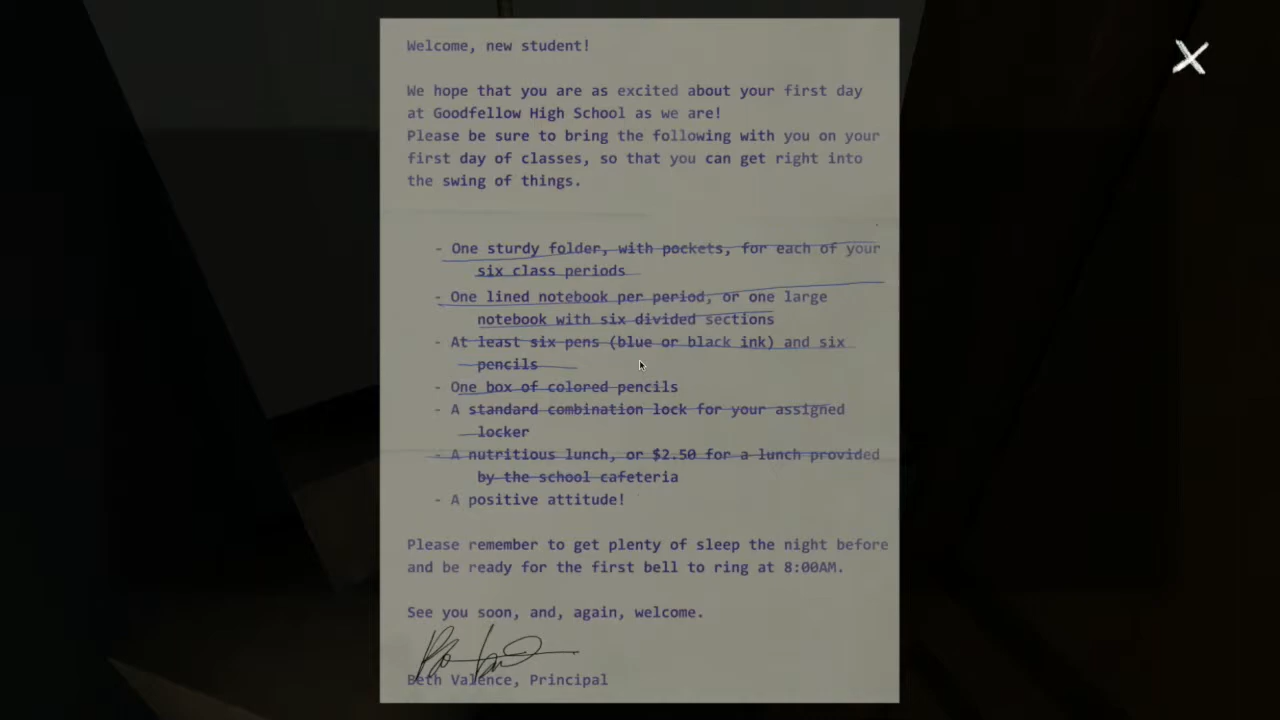 Welcome, new student!
We hope that you are as excited about your first day
at Goodfellow High School as we are!
Please be sure to bring the following with you on your
first day of classes, so that you can get right into
the swing of things.
- One sturdy folder, with pockets, for each of your
six class periods
- One lined notebook per period, or one large
notebook with six divided sections
- At least six pens (blue or black ink) and six
pencils
- One box of colored pencils
- A standard combination lock for your assigned
locker
- A nutritious lunch, or $2.50 for a lunch provided
by the school cafeteria
- A positive attitude!
Please remember to get plenty of sleep the night before
and be ready for the first bell to ring at 8:00AM.
See you soon, and, again, welcome.
Beth Valence, Principal